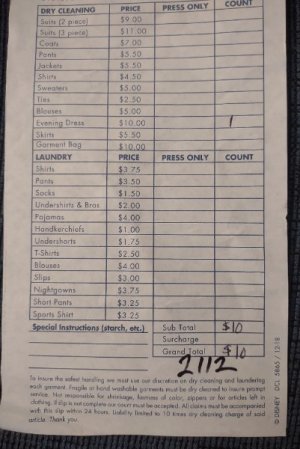 DRY CLEANING PRICE PRESS ONLY COUNT
Suits (2 piece) $9.00
Suits (3 piece) $11.00
Coats $7.00
Pants $5.50
Jackets $5.50
Shirts $4.50
Sweaters $5.00
Ties $2.50
Blouses $5.00
Evening Dress $10.00 1
Skirts $5.50
Garment Bag $10.00
LAUNDRY PRICE PRESS ONLY COUNT
Shirts $3.75
Pants $3.50
Socks $1.50
Undershirts & Bras $2.00
Pajamas $4.00
Handkerchiefs $1.00
Undershorts $1.75
T-Shirts $2.50
Blouses $4.00
Slips $3.00
Nightgowns $3.75
Short Pants $3.25
Sports Shirt $3.25
Special Instructions (starch, etc.) Sub Total $10
Surcharge
Grand Total $10
2112
To insure the safest handling we must use our discretion on dry cleaning and laundering
each garment. Fragile or hand washable garments must be dry cleaned to insure prompt
service. Not responsible for shrinkage, fastness of color, zippers or for articles left in
clothing. If slip is not complete our count must be accepted. All claims must be accompanied
with this slip within 24 hours. Liability limited to 10 times dry cleaning charge of said
article. Thank you.
© DISNEY GCL-4865 / 12-18